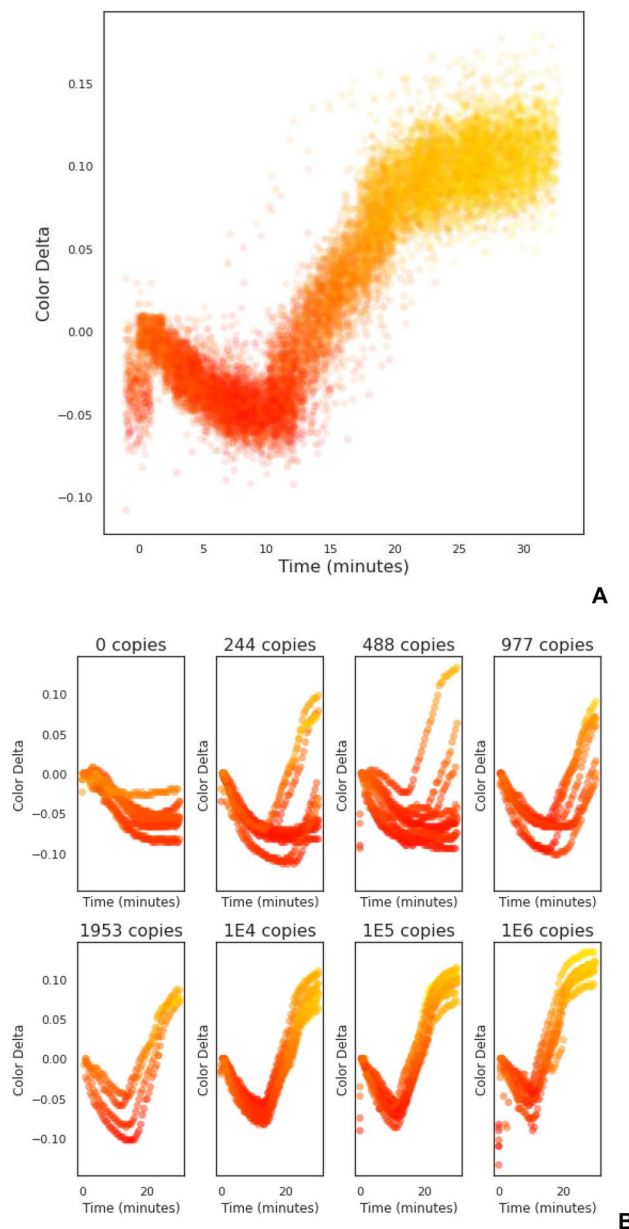 0.15
0.10
0.05
0.00
−0.05
−0.10
Color Delta
0 5 10 15 20 25 30
Time (minutes)
A
0 copies 244 copies 488 copies 977 copies
0.10
0.05
0.00
−0.05
−0.10
Color Delta Color Delta Color Delta Color Delta
Time (minutes) Time (minutes) Time (minutes) Time (minutes)
1953 copies 1E4 copies 1E5 copies 1E6 copies
0.10
0.05
0.00
−0.05
−0.10
Color Delta Color Delta Color Delta Color Delta
20 20 20 20
Time (minutes) Time (minutes) Time (minutes) Time (minutes)
B